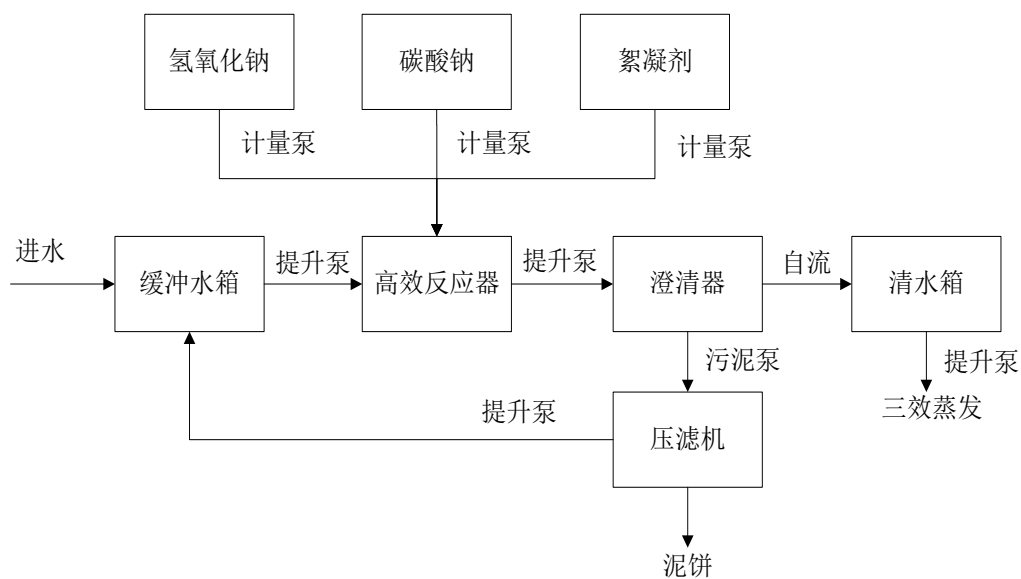 氢氧化钠
碳酸钠
絮凝剂
计量泵
计量泵
计量泵
进水
缓冲水箱
提升泵
高效反应器
提升泵
澄清器
自流
清水箱
污泥泵
提升泵
三效蒸发
提升泵
压滤机
泥饼